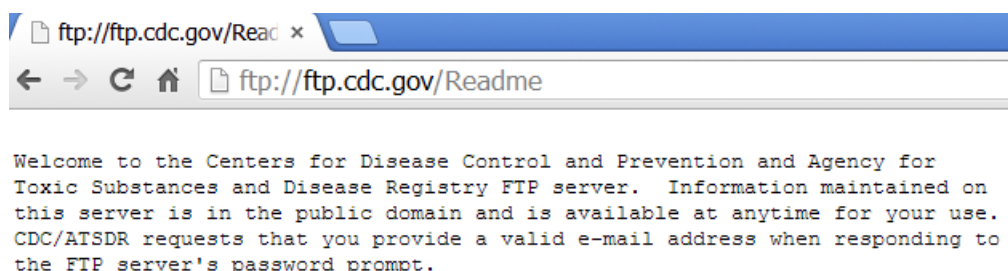 ftp://ftp.cdc.gov/Read
ftp://ftp.cdc.gov/Readme
Welcome to the Centers for Disease Control and Prevention and Agency for
Toxic Substances and Disease Registry FTP server.  Information maintained on
this server is in the public domain and is available at anytime for your use.
CDC/ATSDR requests that you provide a valid e-mail address when responding to
the FTP server's password prompt.